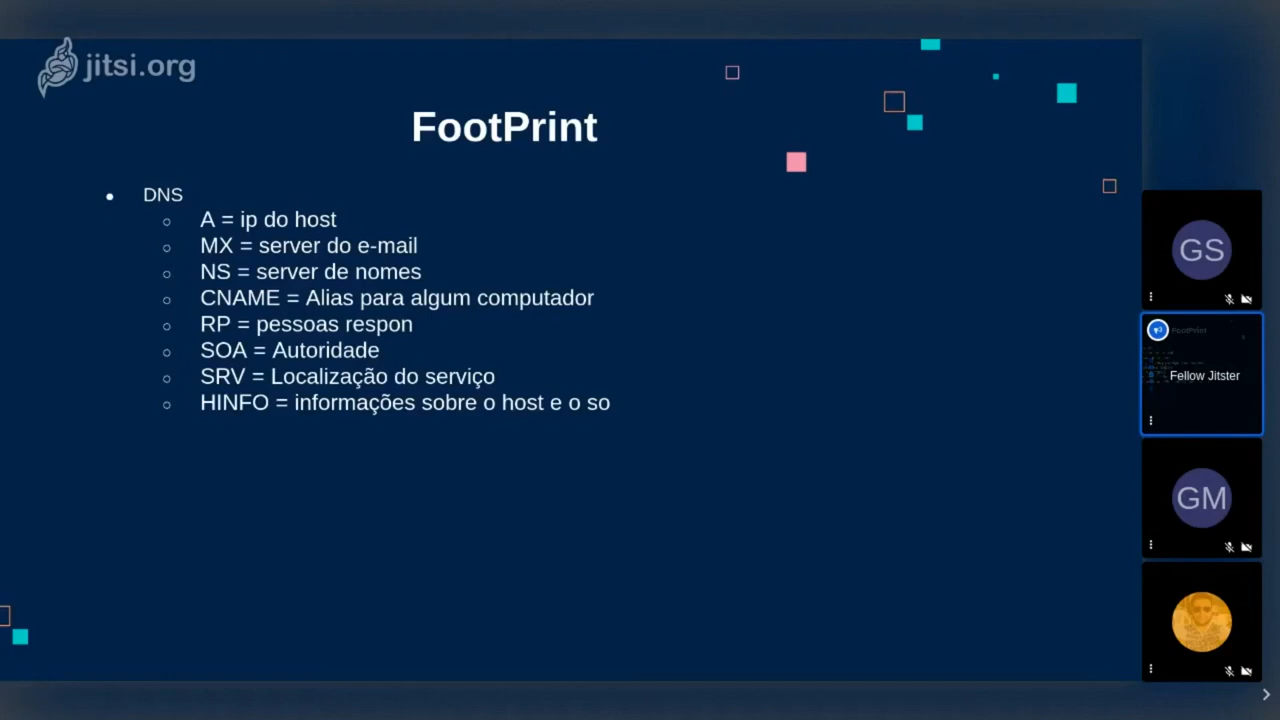 jitsi.org
FootPrint
DNS
A = ip do host
MX = server do e-mail
NS = server de nomes
CNAME = Alias para algum computador
RP = pessoas respon
SOA = Autoridade
SRV = Localização do serviço
HINFO = informações sobre o host e o so
GS
FootPrint
Fellow Jitster
GM